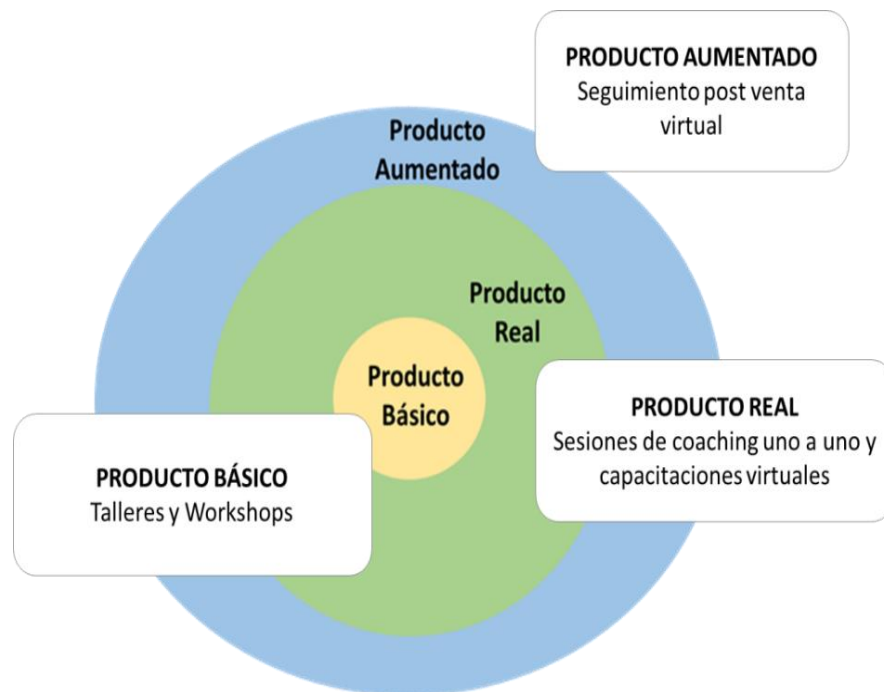 PRODUCTO AUMENTADO
Seguimiento post venta
virtual
Producto
Aumentado
Producto
Real
Producto
Básico
PRODUCTO REAL
Sesiones de coaching uno a uno y
capacitaciones virtuales
PRODUCTO BÁSICO
Talleres y Workshops